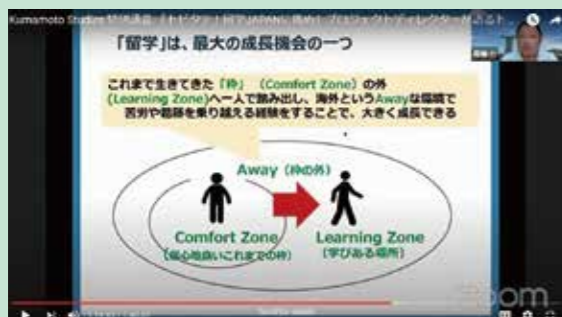 Kumamoto Studies
「留学」は、最大の成長機会の一つ
これまで生きてきた「枠」（Comfort Zone）の外
(Learning Zone)へ一人で踏み出し、海外というAwayな環境で
苦労や葛藤を乗り越える経験をすることで、大きく成長できる
Away（枠の外）
Comfort Zone
Learning Zone
（居心地良いこれまでの枠）
（学びある場所）
zoom